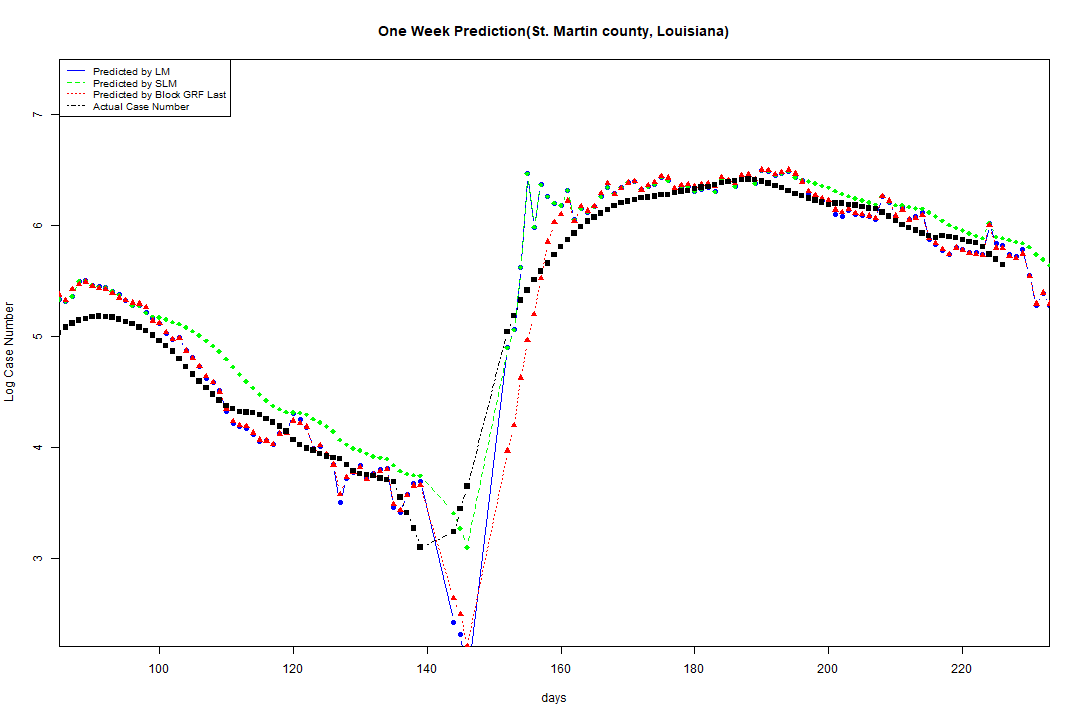 One Week Prediction(St. Martin county, Louisiana)
Predicted by LM
Predicted by SLM
Predicted by Block GRF Last
Actual Case Number
7
6
5
4
3
Log Case Number
100 120 140 160 180 200 220
days